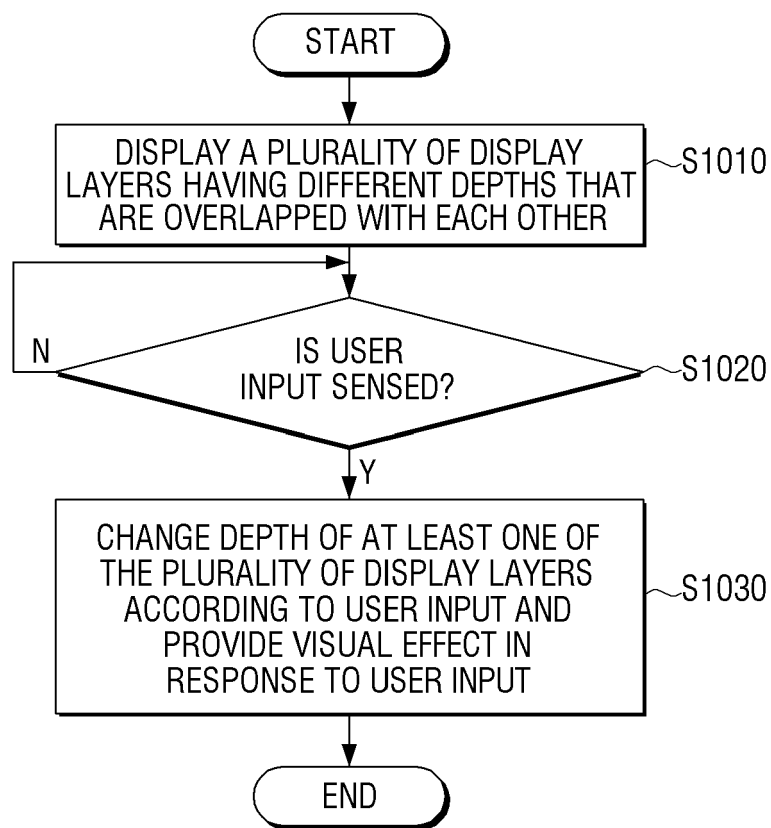 START
DISPLAY A PLURALITY OF DISPLAY
LAYERS HAVING DIFFERENT DEPTHS THAT
ARE OVERLAPPED WITH EACH OTHER
S1010
N
IS USER
INPUT SENSED?
S1020
Y
CHANGE DEPTH OF AT LEAST ONE OF
THE PLURALITY OF DISPLAY LAYERS
ACCORDING TO USER INPUT AND
PROVIDE VISUAL EFFECT IN
RESPONSE TO USER INPUT
S1030
END